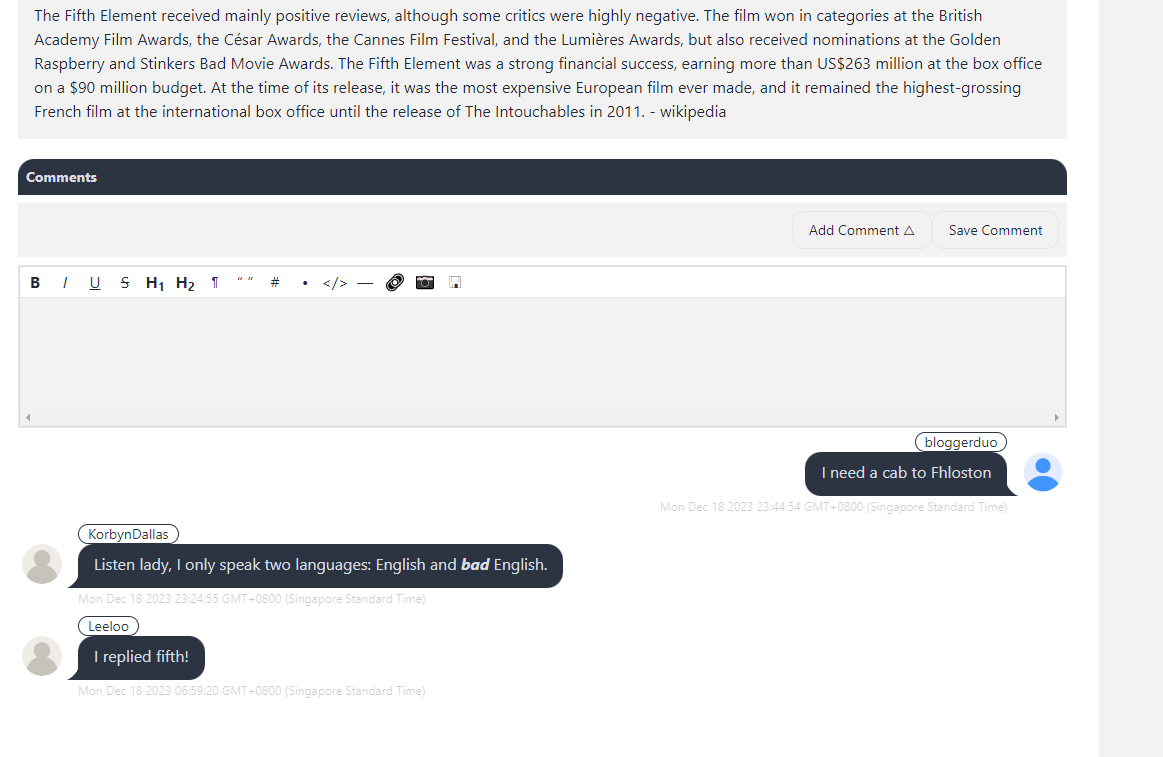 The Fifth Element received mainly positive reviews, although some critics were highly negative. The film won in categories at the British
Academy Film Awards, the César Awards, the Cannes Film Festival, and the Lumières Awards, but also received nominations at the Golden
Raspberry and Stinkers Bad Movie Awards. The Fifth Element was a strong financial success, earning more than US$263 million at the box office
on a $90 million budget. At the time of its release, it was the most expensive European film ever made, and it remained the highest-grossing
French film at the international box office until the release of The Intouchables in 2011. - wikipedia
Comments
Add Comment △ Save Comment
B I U S H1 H2 ¶ “ ” # • </> —
bloggerduo
I need a cab to Fhloston
Mon Dec 18 2023 23:44:54 GMT+0800 (Singapore Standard Time)
KorbynDallas
Listen lady, I only speak two languages: English and bad English.
Mon Dec 18 2023 23:24:55 GMT+0800 (Singapore Standard Time)
Leeloo
I replied fifth!
Mon Dec 18 2023 06:59:20 GMT+0800 (Singapore Standard Time)